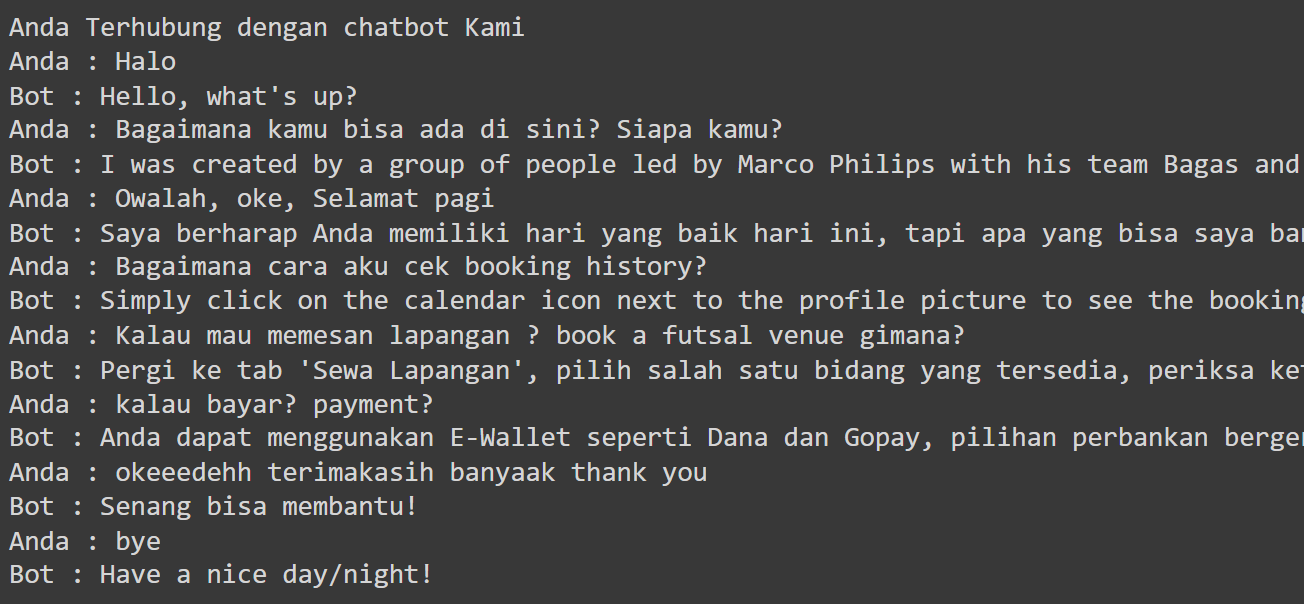 Anda Terhubung dengan chatbot Kami
Anda : Halo
Bot : Hello, what's up?
Anda : Bagaimana kamu bisa ada di sini? Siapa kamu?
Bot : I was created by a group of people led by Marco Philips with his team Bagas and
Anda : Owalah, oke, Selamat pagi
Bot : Saya berharap Anda memiliki hari yang baik hari ini, tapi apa yang bisa saya
Anda : Bagaimana cara aku cek booking history?
Bot : Simply click on the calendar icon next to the profile picture to see the booking
Anda : Kalau mau memesan lapangan ? book a futsal venue gimana?
Bot : Pergi ke tab 'Sewa Lapangan', pilih salah satu bidang yang tersedia, periksa
Anda : kalau bayar? payment?
Bot : Anda dapat menggunakan E-Wallet seperti Dana dan Gopay, pilihan perbankan
Anda : okeeedehh terimakasih banyaak thank you
Bot : Senang bisa membantu!
Anda : bye
Bot : Have a nice day/night!